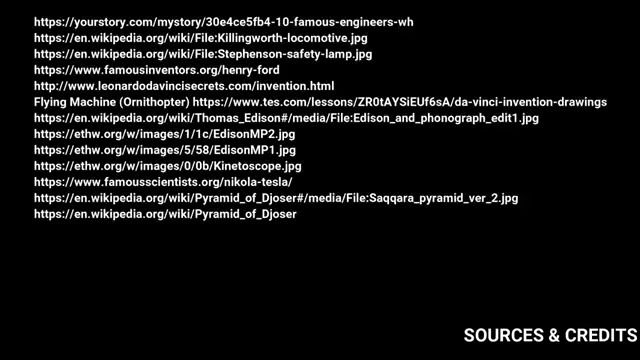 https://yourstory.com/mystory/30e4ce5fb4-10-famous-engineers-wh
https://en.wikipedia.org/wiki/File:Killingworth-locomotive.jpg
https://en.wikipedia.org/wiki/File:Stephenson-safety-lamp.jpg
https://www.famousinventors.org/henry-ford
http://www.leonardodavincisecrets.com/invention.html
Flying Machine (Ornithopter) https://www.tes.com/lessons/ZR0tAYSiEUf6sA/da-vinci-invention-drawings
https://en.wikipedia.org/wiki/Thomas_Edison#/media/File:Edison_and_phonograph_edit1.jpg
https://ethw.org/w/images/1/1c/EdisonMP2.jpg
https://ethw.org/w/images/5/58/EdisonMP1.jpg
https://ethw.org/w/images/0/0b/Kinetoscope.jpg
https://www.famousscientists.org/nikola-tesla/
https://en.wikipedia.org/wiki/Pyramid_of_Djoser#/media/File:Saqqara_pyramid_ver_2.jpg
https://en.wikipedia.org/wiki/Pyramid_of_Djoser
SOURCES & CREDITS